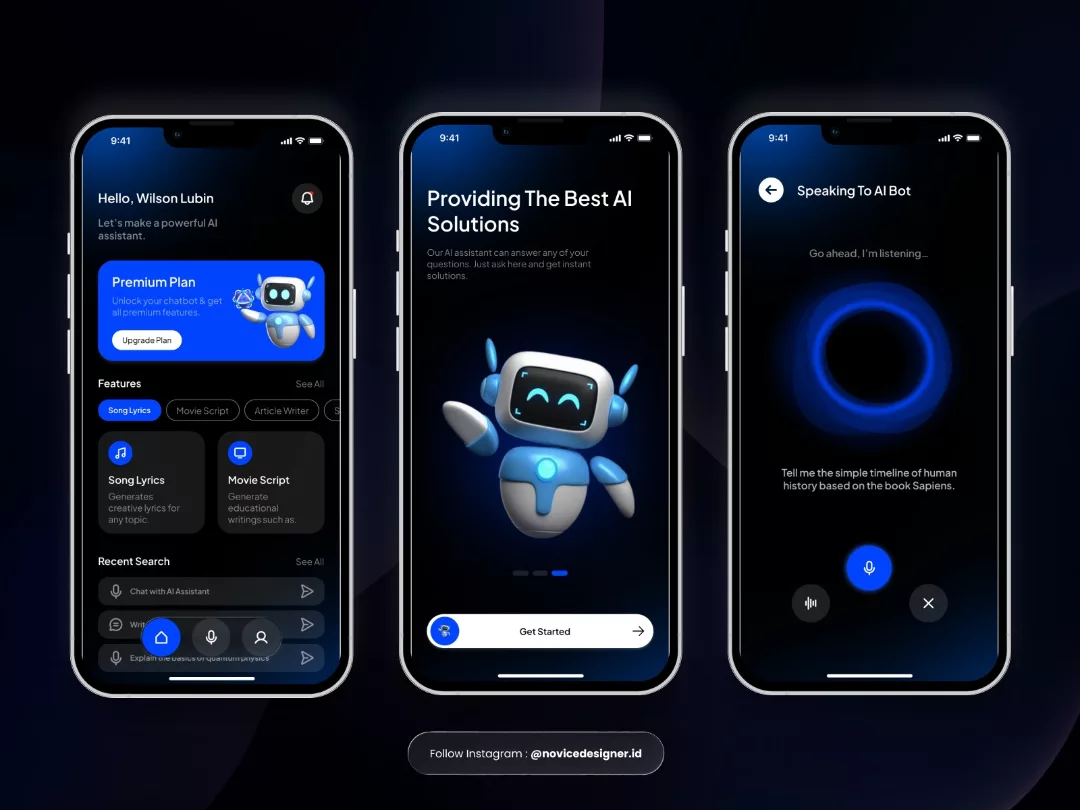 9:41
Hello, Wilson Lubin
Let's make a powerful AI
assistant.
Premium Plan
Unlock your chatbot & get
all premium features.
Upgrade Plan
Features
See All
Song Lyrics
Movie Script
Article Writer
S
Song Lyrics
Generates
creative lyrics for
any topic.
Movie Script
Generate
educational
writings such as.
Recent Search
See All
Chat with AI Assistant
Writ
Explain the basics of quantum physics
9:41
Providing The Best AI
Solutions
Our AI assistant can answer any of your
questions. Just ask here and get instant
solutions.
Get Started
9:41
Speaking To AI Bot
Go ahead, I'm listening...
Tell me the simple timeline of human
history based on the book Sapiens.
Follow Instagram : @novicedesigner.id